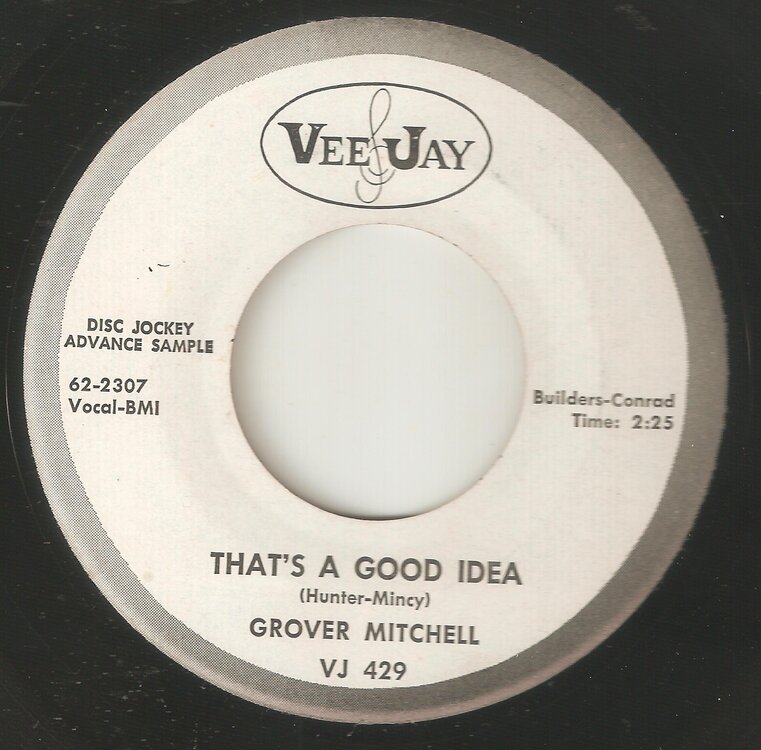 VEE JAY
DISC JOCKEY
ADVANCE SAMPLE
62-2307
Vocal-BMI
Builders-Conrad
Time: 2:25
THAT'S A GOOD IDEA
(Hunter-Mincy)
GROVER MITCHELL
VJ 429